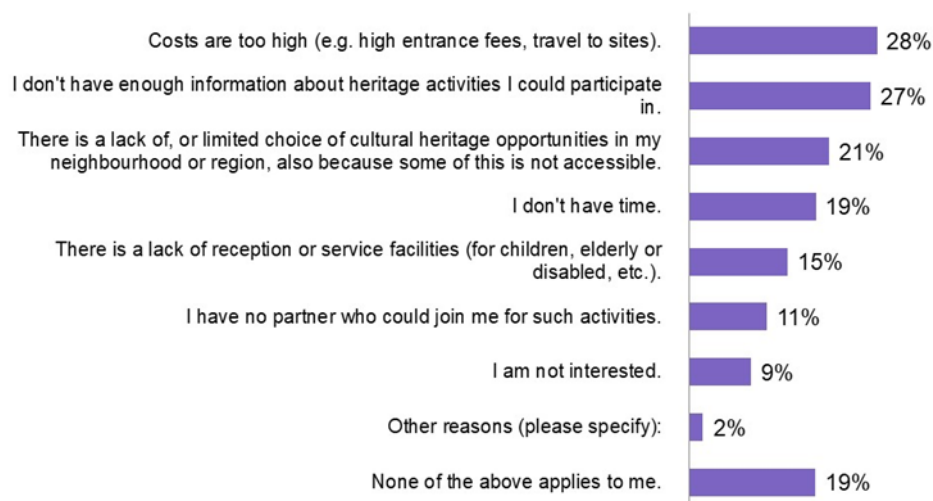 Costs are too high (e.g. high entrance fees, travel to sites).
28%
I don't have enough information about heritage activities I could participate
in.
27%
There is a lack of, or limited choice of cultural heritage opportunities in my
neighbourhood or region, also because some of this is not accessible.
21%
I don't have time.
19%
There is a lack of reception or service facilities (for children, elderly or
disabled, etc.).
15%
I have no partner who could join me for such activities.
11%
I am not interested.
9%
Other reasons (please specify):
2%
None of the above applies to me.
19%